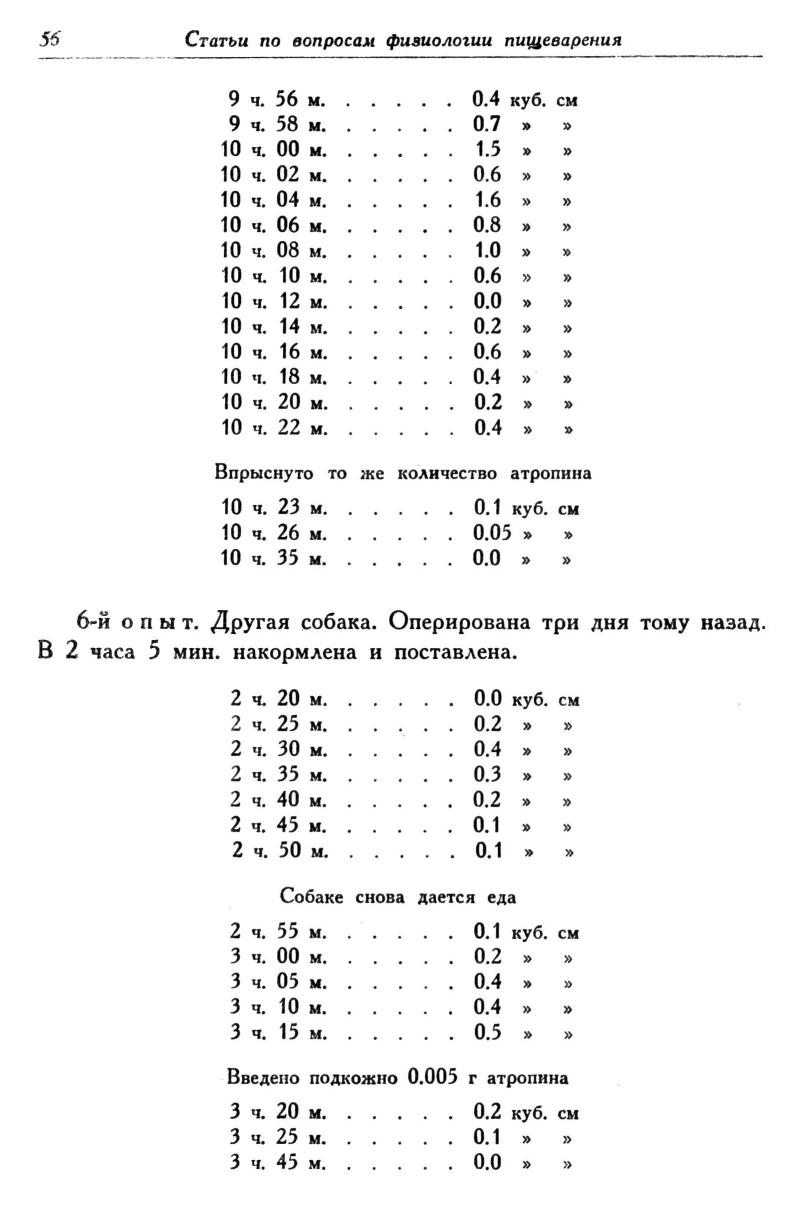 56 Статьи по вопросам физиологии пищеварения
9 ч. 56 м. . . . . . 0.4 куб. см
9 ч. 58 м. . . . . . 0.7 » »
10 ч. 00 м. . . . . . 1.5 » »
10 ч. 02 м. . . . . . 0.6 » »
10 ч. 04 м. . . . . . 1.6 » »
10 ч. 06 м. . . . . . 0.8 » »
10 ч. 08 м. . . . . . 1.0 » »
10 ч. 10 м. . . . . . 0.6 » »
10 ч. 12 м. . . . . . 0.0 » »
10 ч. 14 м. . . . . . 0.2 » »
10 ч. 16 м. . . . . . 0.6 » »
10 ч. 18 м. . . . . . 0.4 » »
10 ч. 20 м. . . . . . 0.2 » »
10 ч. 22 м. . . . . . 0.4 » »
Впрыснуто то же количество атропина
10 ч. 23 м. . . . . . 0.1 куб. см
10 ч. 26 м. . . . . . 0.05 » »
10 ч. 35 м. . . . . . 0.0 » »
6-й опыт. Другая собака. Оперирована три дня тому назад.
В 2 часа 5 мин. накормлена и поставлена.
2 ч. 20 м. . . . . . 0.0 куб. см
2 ч. 25 м. . . . . . 0.2 » »
2 ч. 30 м. . . . . . 0.4 » »
2 ч. 35 м. . . . . . 0.3 » »
2 ч. 40 м. . . . . . 0.2 » »
2 ч. 45 м. . . . . . 0.1 » »
2 ч. 50 м. . . . . . 0.1 » »
Собаке снова дается еда
2 ч. 55 м. . . . . . 0.1 куб. см
3 ч. 00 м. . . . . . 0.2 » »
3 ч. 05 м. . . . . . 0.4 » »
3 ч. 10 м. . . . . . 0.4 » »
3 ч. 15 м. . . . . . 0.5 » »
Введено подкожно 0.005 г атропина
3 ч. 20 м. . . . . . 0.2 куб. см
3 ч. 25 м. . . . . . 0.1 » »
3 ч. 45 м. . . . . . 0.0 » »